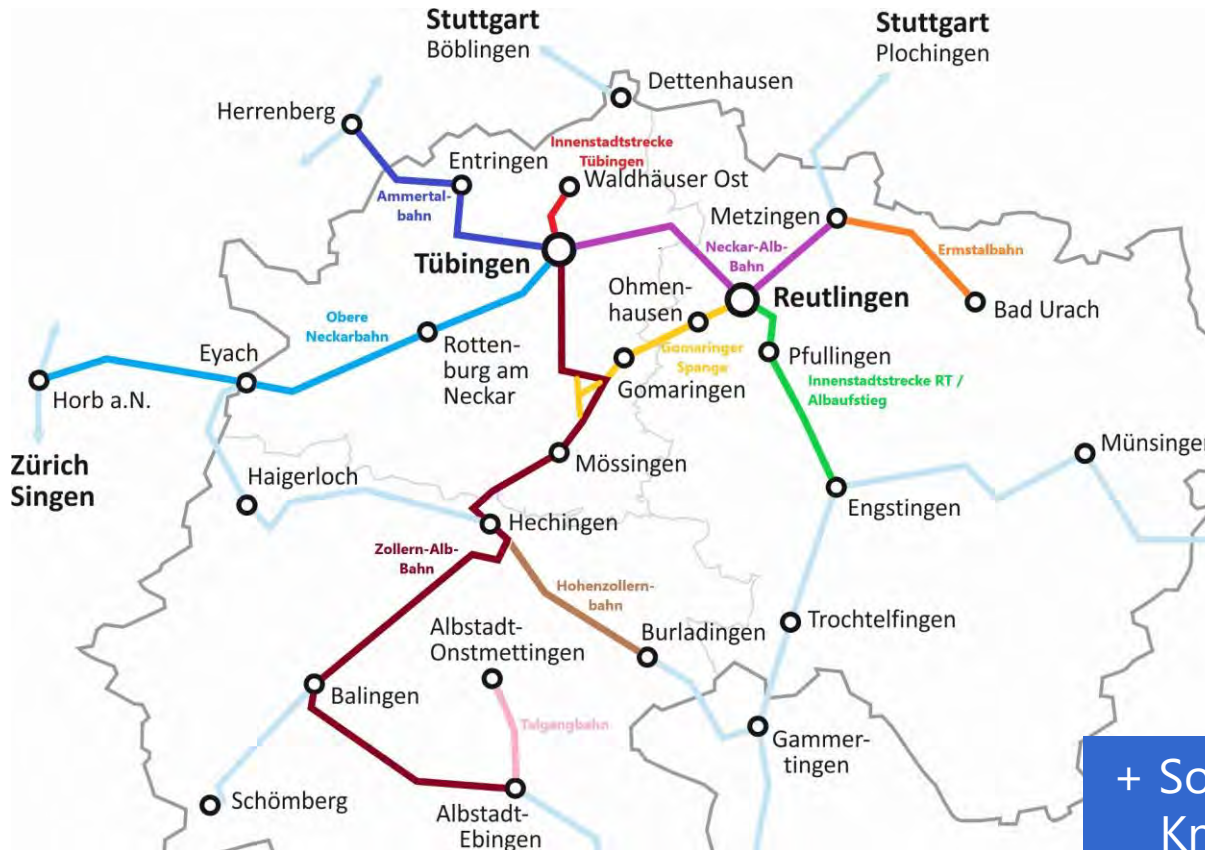 Stuttgart
Böblingen
Stuttgart
Plochingen
Dettenhausen
Herrenberg
Innenstadtstrecke
Tübingen
Entringen
Waldhäuser Ost
Ammertal-
bahn
Metzingen
Tübingen
Neckar-Alb-
Bahn
Ermstalbahn
Ohmen-
hausen
Reutlingen
Bad Urach
Obere
Neckarbahn
Eyach
Rotten-
burg am
Neckar
Gomaringer
Spange
Pfullingen
Gomaringen
Innenstadtstrecke RT /
Albaufstieg
Horb a.N.
Zürich
Singen
Mössingen
Münsingen
Haigerloch
Hechingen
Engstingen
Zollern-Alb-
Bahn
Hohenzollern-
bahn
Albstadt-
Onstmettingen
Burladingen
Trochtelfingen
Balingen
Talgangbahn
Gammer-
tingen
Schömberg
Albstadt-
Ebingen
+ So
Kn